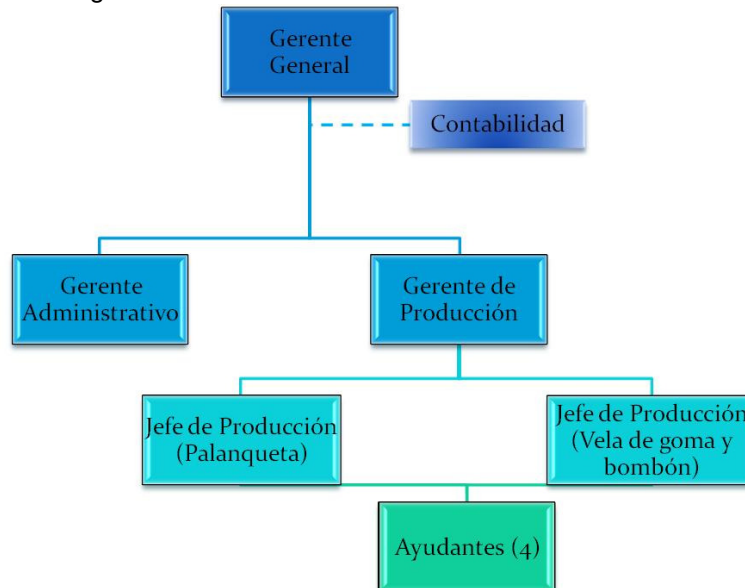 Gerente
General
Contabilidad
Gerente
Administrativo
Gerente de
Producción
Jefe de Producción
(Palanqueta)
Jefe de Producción
(Vela de goma y
bombón)
Ayudantes (4)